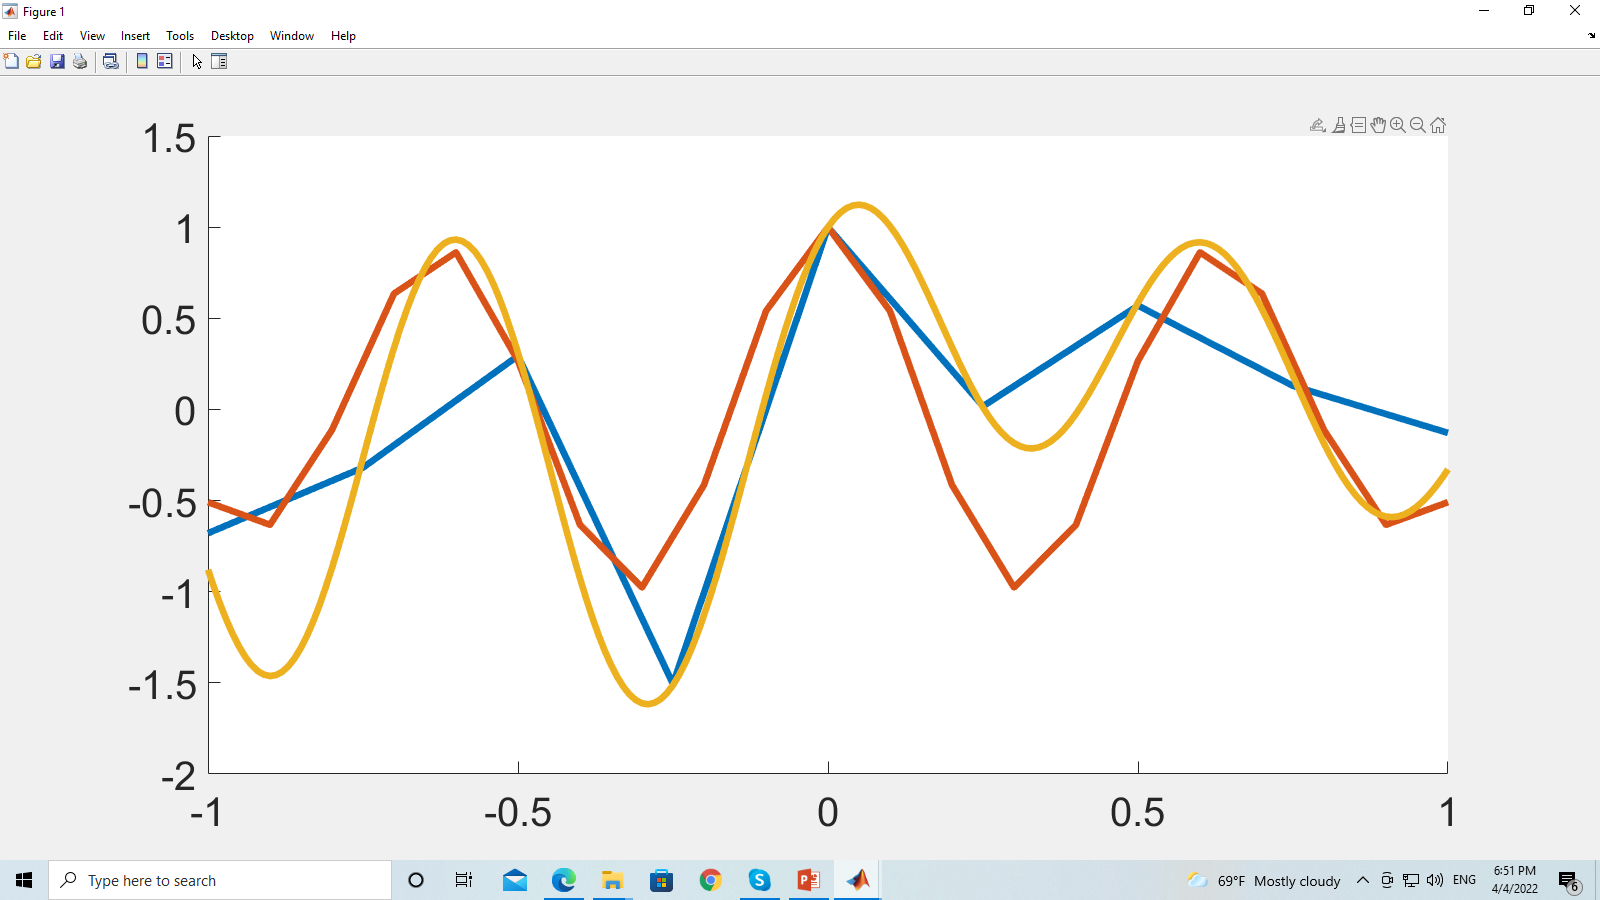 Figure 1
File Edit View Insert Tools Desktop Window Help
1.5
1
0.5
0
-0.5
-1
-1.5
-2
-1 -0.5 0 0.5 1
Type here to search
69°F Mostly cloudy
ENG
6:51 PM
4/4/2022
6